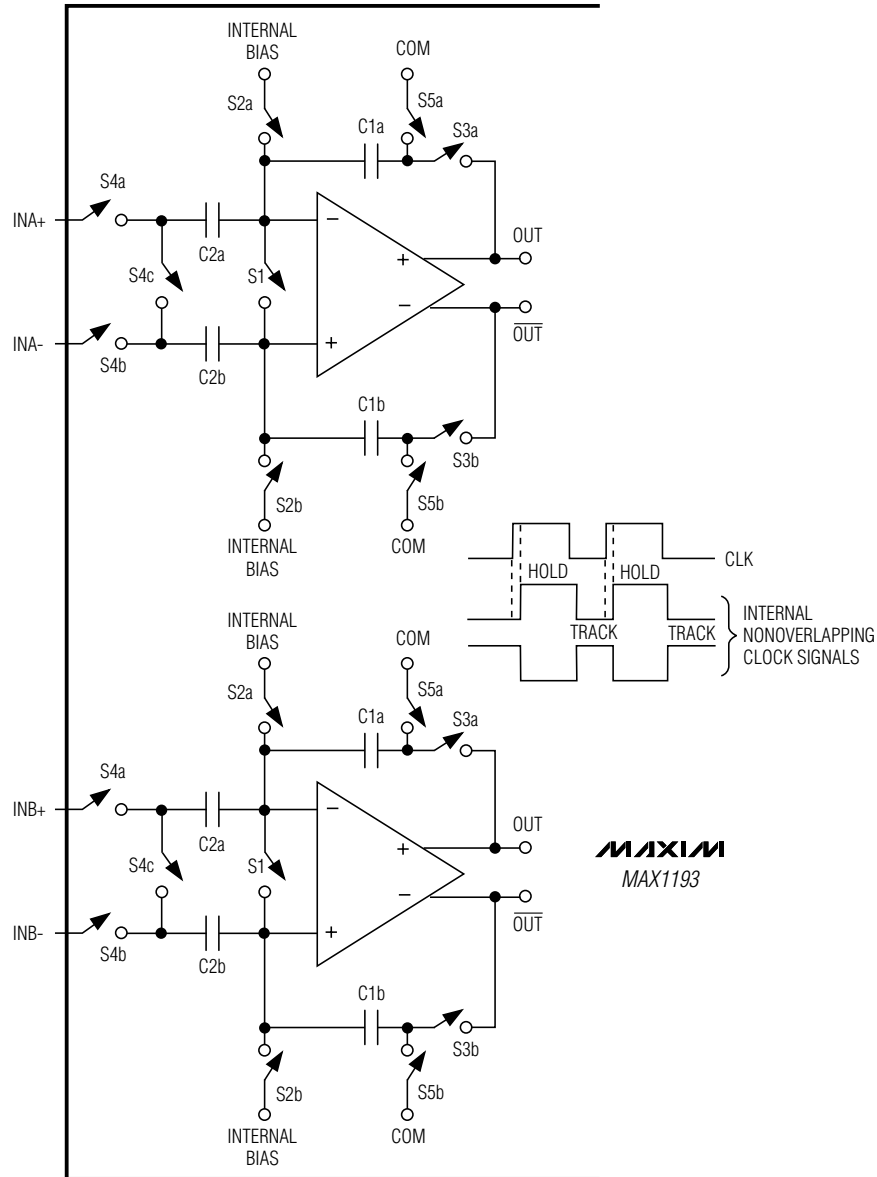 INTERNAL
BIAS
COM
S2a
S5a
C1a
S3a
S4a
INA+
−
OUT
C2a
+
S4c
S1
−
OUT
INA-
+
S4b
C2b
C1b
S3b
S2b
S5b
INTERNAL
BIAS
COM
CLK
HOLD
HOLD
TRACK
TRACK
INTERNAL
NONOVERLAPPING
CLOCK SIGNALS
INTERNAL
BIAS
COM
S2a
S5a
C1a
S3a
S4a
INB+
−
OUT
C2a
+
S4c
S1
−
OUT
INB-
+
S4b
C2b
MAXIM
MAX1193
C1b
S3b
S2b
S5b
INTERNAL
BIAS
COM